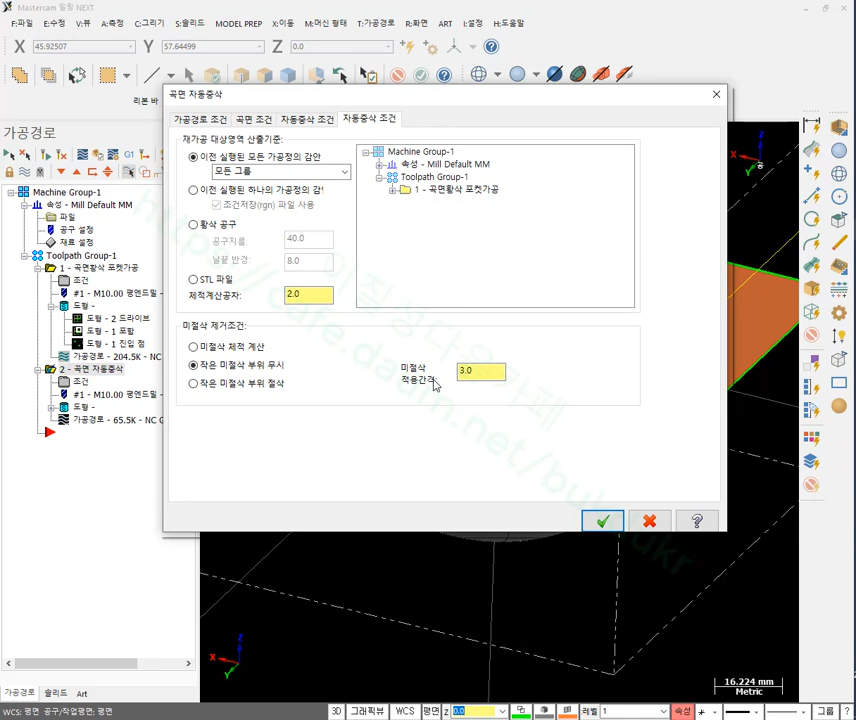 Mastercam 밀링 NEXT
F:파일 E:수정 V:뷰 A:측정 C:그리기 S:솔리드 MODEL PREP X:이동 M:머신 형태 T:가공경로 R:화면 ART I:설정 H:도움말
X 45.92507 Y 57.64499 Z 0.0
리본 바
가공경로
G1
Machine Group-1
속성 - Mill Default MM
파일
공구 설정
재료 설정
Toolpath Group-1
1 - 곡면황삭 포켓가공
조건
#1 - M10.00 평엔드밀
도형 -
도형 - 2 드라이브
도형 - 1 포함
도형 - 1 진입 점
가공경로 - 204.5K - NC
2 - 곡면 자동중삭
조건
#1 - M10.00 평엔드밀
도형 -
가공경로 - 65.5K - NC G
곡면 자동중삭
가공경로 조건 곡면 조건 자동중삭 조건 자동중삭 조건
재가공 대상영역 산출기준:
이전 실행된 모든 가공정의 감안
모든 그룹
이전 실행된 하나의 가공정의 감안
조건저장(rgn) 파일 사용
황삭 공구
공구지름: 40.0
날끝 반경: 8.0
STL 파일
체적계산공차: 2.0
Machine Group-1
속성 - Mill Default MM
Toolpath Group-1
1 - 곡면황삭 포켓가공
미절삭 제거조건:
미절삭 체적 계산
작은 미절삭 부위 무시
작은 미절삭 부위 절삭
미절삭
적용간격: 3.0
X Y Z
X Y Z
16.224 mm
Metric
가공경로 솔리드 Art
WCS: 평면 공구/작업평면: 평면
3D 그래픽뷰 WCS 평면 Z 0.0 레벨 1 속성 그룹 ?